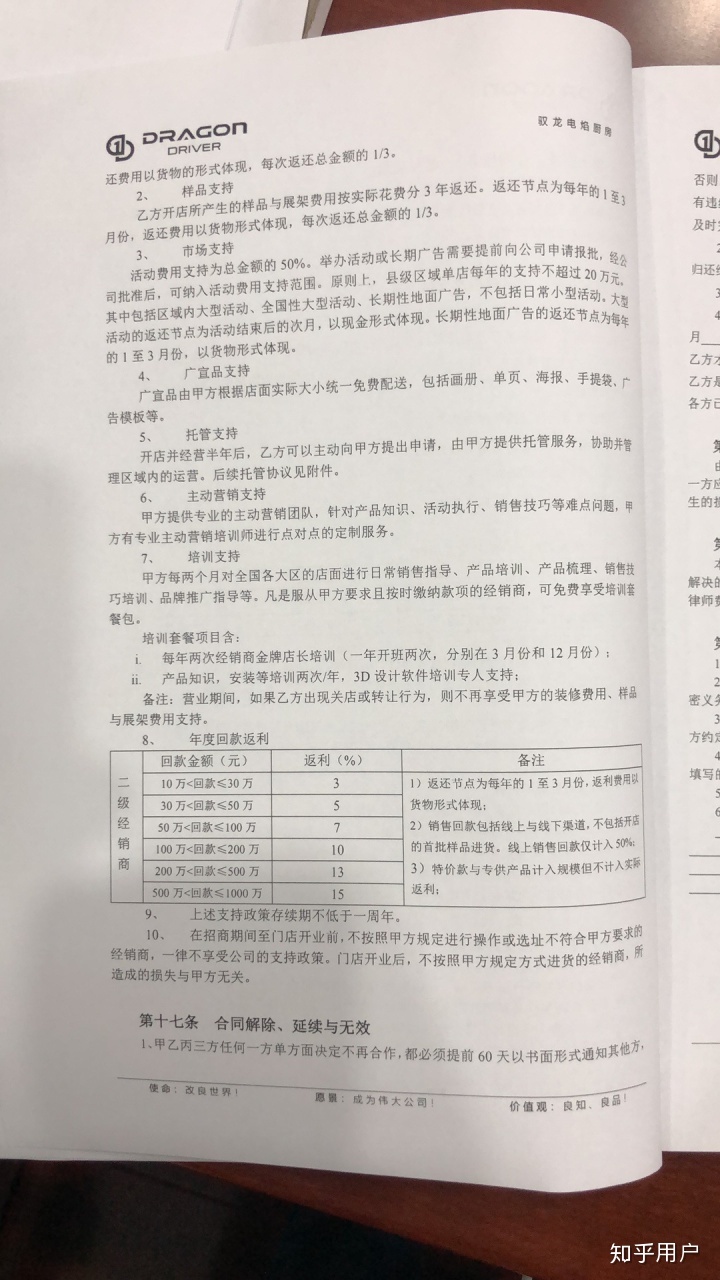 DRAGON
DRIVER
驭龙电焰厨房
还费用以货物的形式体现，每次返还总金额的 1/3。
2、 样品支持
乙方开店所产生的样品与展架费用按实际花费分 3 年返还。返还节点为每年的 1 至 3
月份，返还费用以货物形式体现，每次返还总金额的 1/3。
3、 市场支持
活动费用支持为总金额的 50%。举办活动或长期广告需要提前向公司申请报批，经公
司批准后，可纳入活动费用支持范围。原则上，县级区域单店每年的支持不超过 20 万元。
其中包括区域内大型活动、全国性大型活动、长期性地面广告，不包括日常小型活动。大型
活动的返还节点为活动结束后的次月，以现金形式体现。长期性地面广告的返还节点为每年
的 1 至 3 月份，以货物形式体现。
4、 广宣品支持
广宣品由甲方根据店面实际大小统一免费配送，包括画册、单页、海报、手提袋、广
告模板等。
5、 托管支持
开店并经营半年后，乙方可以主动向甲方提出申请，由甲方提供托管服务，协助并管
理区域内的运营。后续托管协议见附件。
6、 主动营销支持
甲方提供专业的主动营销团队，针对产品知识、活动执行、销售技巧等难点问题，甲
方有专业主动营销培训师进行点对点的定制服务。
7、 培训支持
甲方每两个月对全国各大区的店面进行日常销售指导、产品培训、产品梳理、销售技
巧培训、品牌推广指导等。凡是服从甲方要求且按时缴纳款项的经销商，可免费享受培训套
餐包。
培训套餐项目含：
i. 每年两次经销商金牌店长培训（一年开班两次，分别在 3 月份和 12 月份）；
ii. 产品知识，安装等培训两次/年，3D 设计软件培训专人支持；
备注：营业期间，如果乙方出现关店或转让行为，则不再享受甲方的装修费用、样品
与展架费用支持。
8、 年度回款返利
二级经销商
回款金额（元） 返利（%） 备注
10 万<回款≤30 万 3
30 万<回款≤50 万 5
50 万<回款≤100 万 7
100 万<回款≤200 万 10
200 万<回款≤500 万 13
500 万<回款≤1000 万 15
1）返还节点为每年的 1 至 3 月份，返利费用以
货物形式体现；
2）销售回款包括线上与线下渠道，不包括开店
的首批样品进货。线上销售回款仅计入 50%；
3）特价款与专供产品计入规模但不计入实际
返利；
9、 上述支持政策存续期不低于一周年。
10、 在招商期间至门店开业前，不按照甲方规定进行操作或选址不符合甲方要求的
经销商，一律不享受公司的支持政策。门店开业后，不按照甲方规定方式进货的经销商，所
造成的损失与甲方无关。
第十七条 合同解除、延续与无效
1、甲乙丙三方任何一方单方面决定不再合作，都必须提前 60 天以书面形式通知其他方，
使命：改良世界！ 愿景：成为伟大公司！ 价值观：良知、良品！
否则
有违
及时
归还
月
乙方
乙方是
各方已
一方应
生的损
解决的
律师费
密义务
方约定
填写的
知乎用户